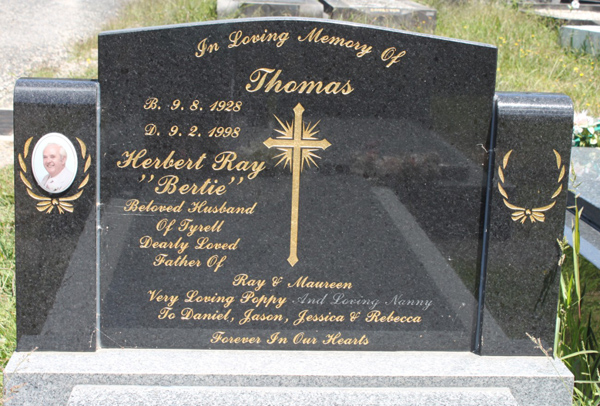 In Loving Memory Of
Thomas
B. 9. 8. 1928
D. 9. 2. 1998
Herbert Ray
"Bertie"
Beloved Husband
Of Tyrell
Dearly Loved
Father Of
Ray & Maureen
Very Loving Poppy And Loving Nanny
To Daniel, Jason, Jessica & Rebecca
Forever In Our Hearts